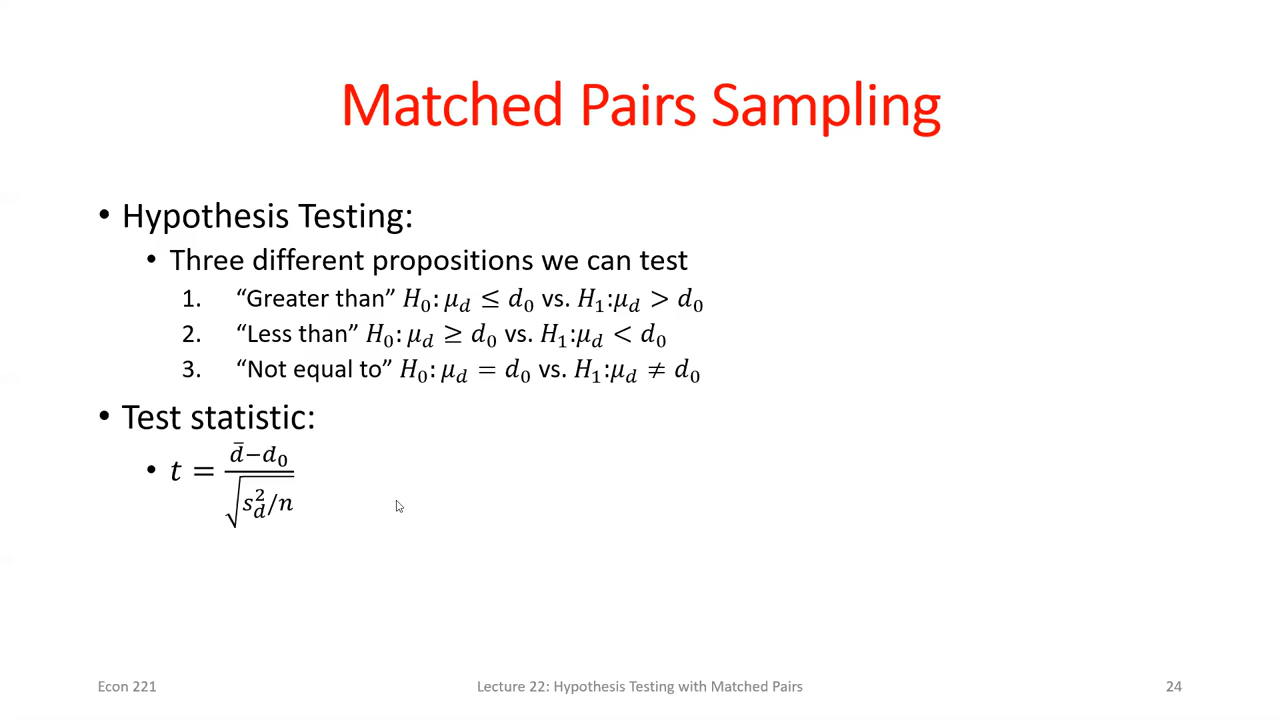 Matched Pairs Sampling
• Hypothesis Testing:
• Three different propositions we can test
1. “Greater than” H₀: μ_d ≤ d₀ vs. H₁:μ_d > d₀
2. “Less than” H₀: μ_d ≥ d₀ vs. H₁:μ_d < d₀
3. “Not equal to” H₀: μ_d = d₀ vs. H₁:μ_d ≠ d₀
• Test statistic:
• t = (d̄−d₀)/√(s_d²/n)
Econ 221 Lecture 22: Hypothesis Testing with Matched Pairs 24